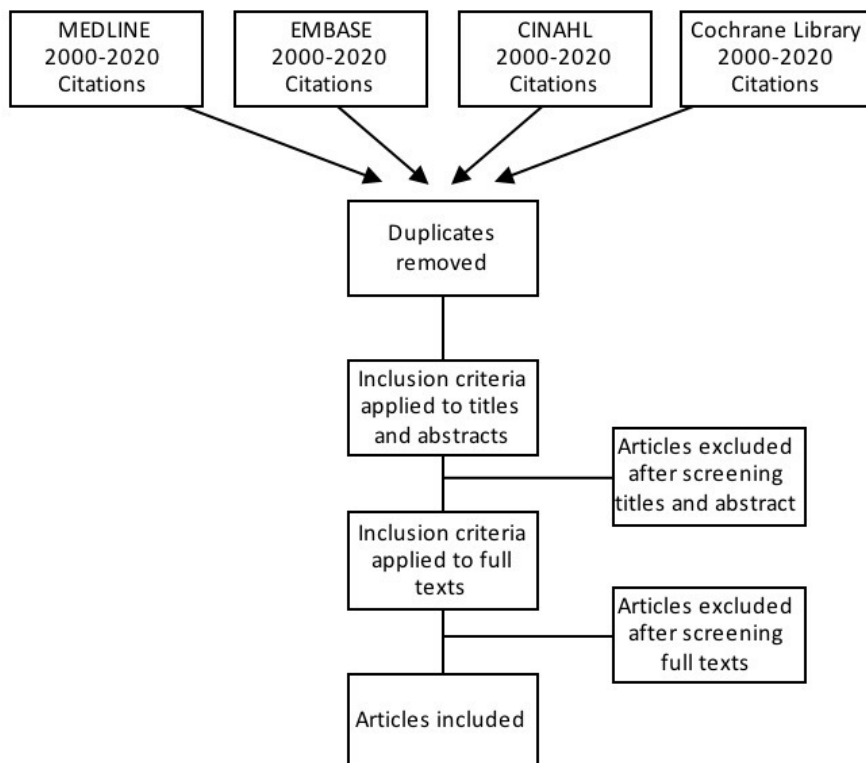 MEDLINE
2000-2020
Citations
EMBASE
2000-2020
Citations
CINAHL
2000-2020
Citations
Cochrane Library
2000-2020
Citations
Duplicates
removed
Inclusion criteria
applied to titles
and abstracts
Articles excluded
after screening
titles and abstract
Inclusion criteria
applied to full
texts
Articles excluded
after screening
full texts
Articles included